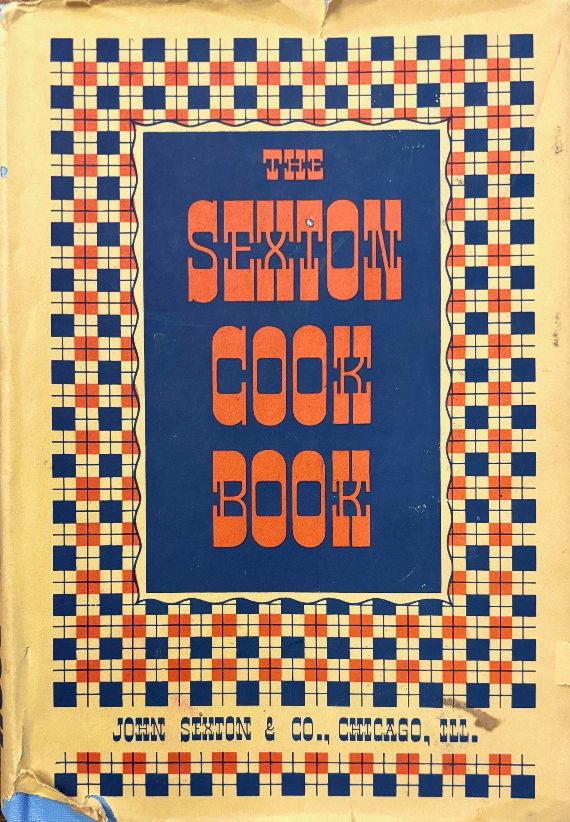 THE
SEXTON
COOK
BOOK
JOHN SEXTON & CO., CHICAGO, ILL.